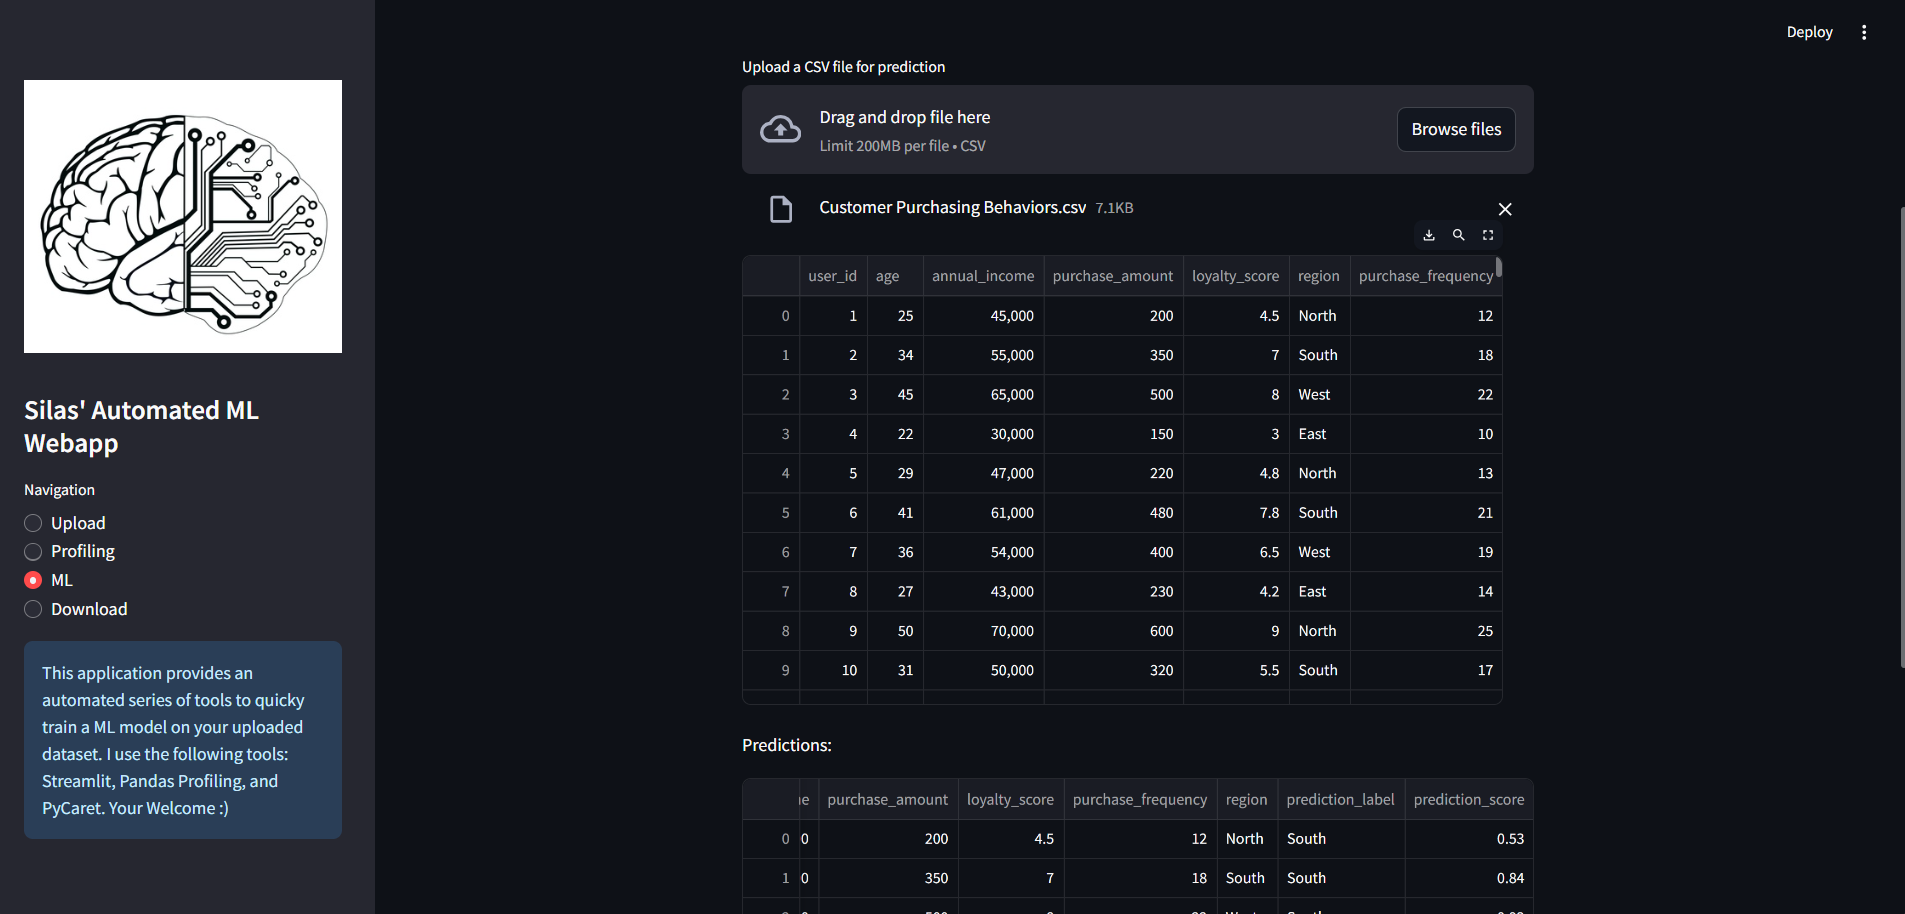 Deploy
Silas' Automated ML
Webapp
Navigation
Upload
Profiling
ML
Download
This application provides an
automated series of tools to quicky
train a ML model on your uploaded
dataset. I use the following tools:
Streamlit, Pandas Profiling, and
PyCaret. Your Welcome :)
Upload a CSV file for prediction
Drag and drop file here
Limit 200MB per file • CSV
Browse files
Customer Purchasing Behaviors.csv 7.1KB
user_id age annual_income purchase_amount loyalty_score region purchase_frequency
0 1 25 45,000 200 4.5 North 12
1 2 34 55,000 350 7 South 18
2 3 45 65,000 500 8 West 22
3 4 22 30,000 150 3 East 10
4 5 29 47,000 220 4.8 North 13
5 6 41 61,000 480 7.8 South 21
6 7 36 54,000 400 6.5 West 19
7 8 27 43,000 230 4.2 East 14
8 9 50 70,000 600 9 North 25
9 10 31 50,000 320 5.5 South 17
Predictions:
purchase_amount loyalty_score purchase_frequency region prediction_label prediction_score
0 0 200 4.5 12 North South 0.53
1 0 350 7 18 South South 0.84